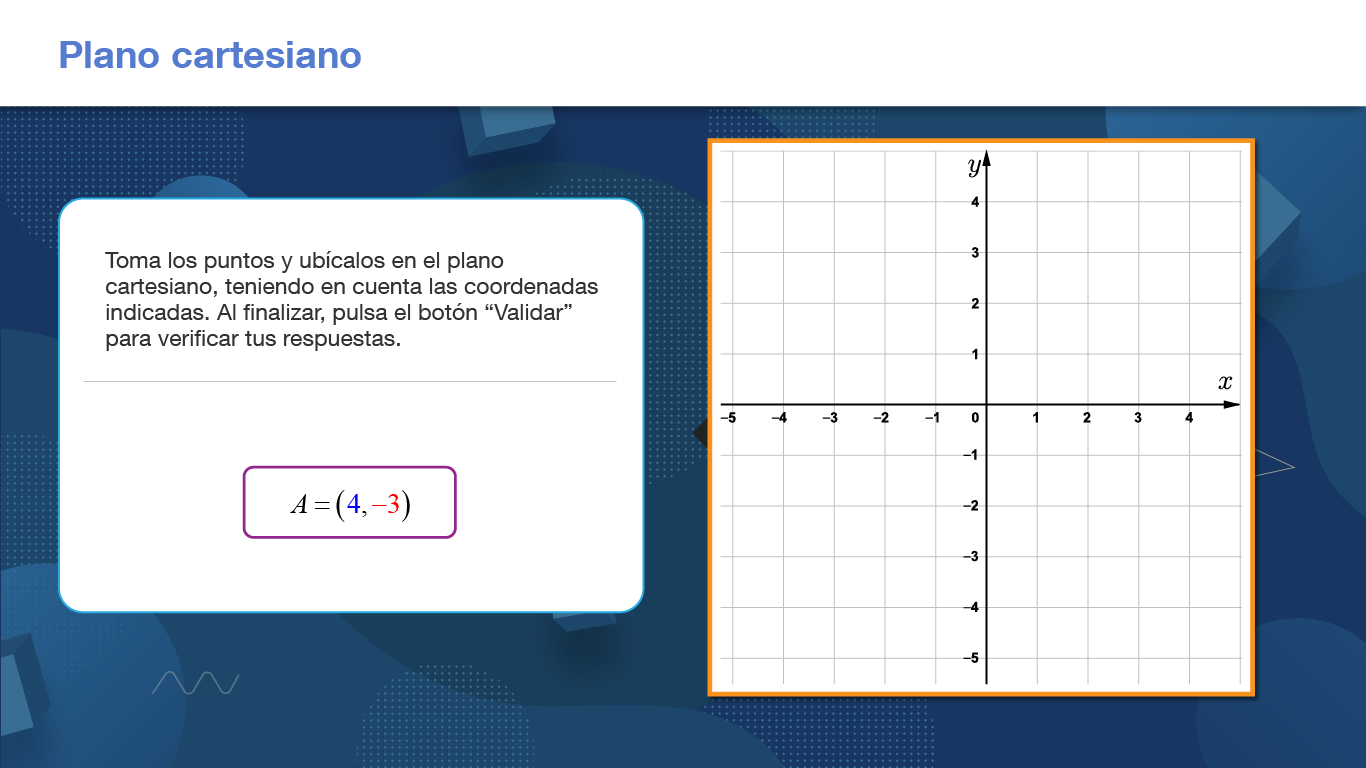 Plano cartesiano
Toma los puntos y ubícalos en el plano
cartesiano, teniendo en cuenta las coordenadas
indicadas. Al finalizar, pulsa el botón “Validar”
para verificar tus respuestas.
A = (4, –3)
y
4
3
2
1
x
–5 –4 –3 –2 –1 0 1 2 3 4
–1
–2
–3
–4
–5